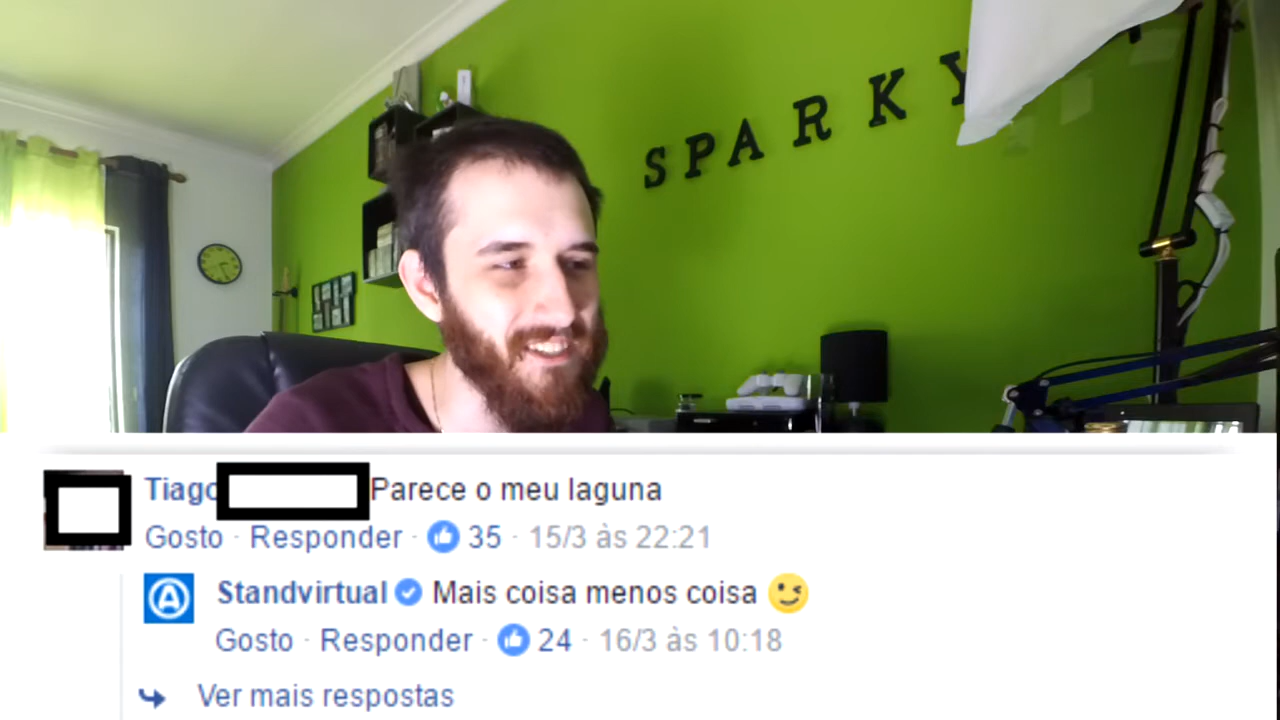 SPARKY
Tiago Parece o meu laguna
Gosto · Responder · 35 · 15/3 às 22:21
Standvirtual Mais coisa menos coisa 😉
Gosto · Responder · 24 · 16/3 às 10:18
Ver mais respostas